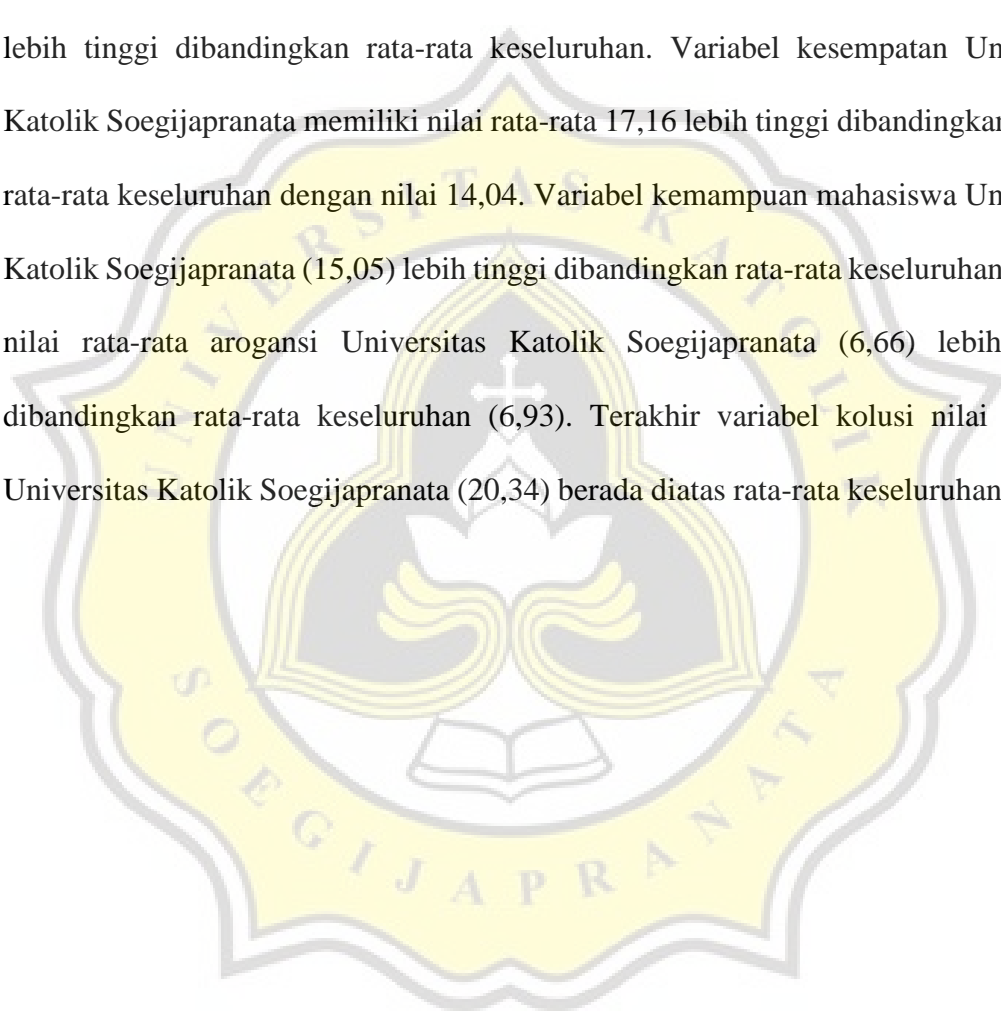 lebih tinggi dibandingkan rata-rata keseluruhan. Variabel kesempatan Un
Katolik Soegijapranata memiliki nilai rata-rata 17,16 lebih tinggi dibandingkan
rata-rata keseluruhan dengan nilai 14,04. Variabel kemampuan mahasiswa Un
Katolik Soegijapranata (15,05) lebih tinggi dibandingkan rata-rata keseluruhan
nilai rata-rata arogansi Universitas Katolik Soegijapranata (6,66) lebih
dibandingkan rata-rata keseluruhan (6,93). Terakhir variabel kolusi nilai
Universitas Katolik Soegijapranata (20,34) berada diatas rata-rata keseluruhan
UNIVERSITAS KATOLIK
SOEGIJAPRANATA